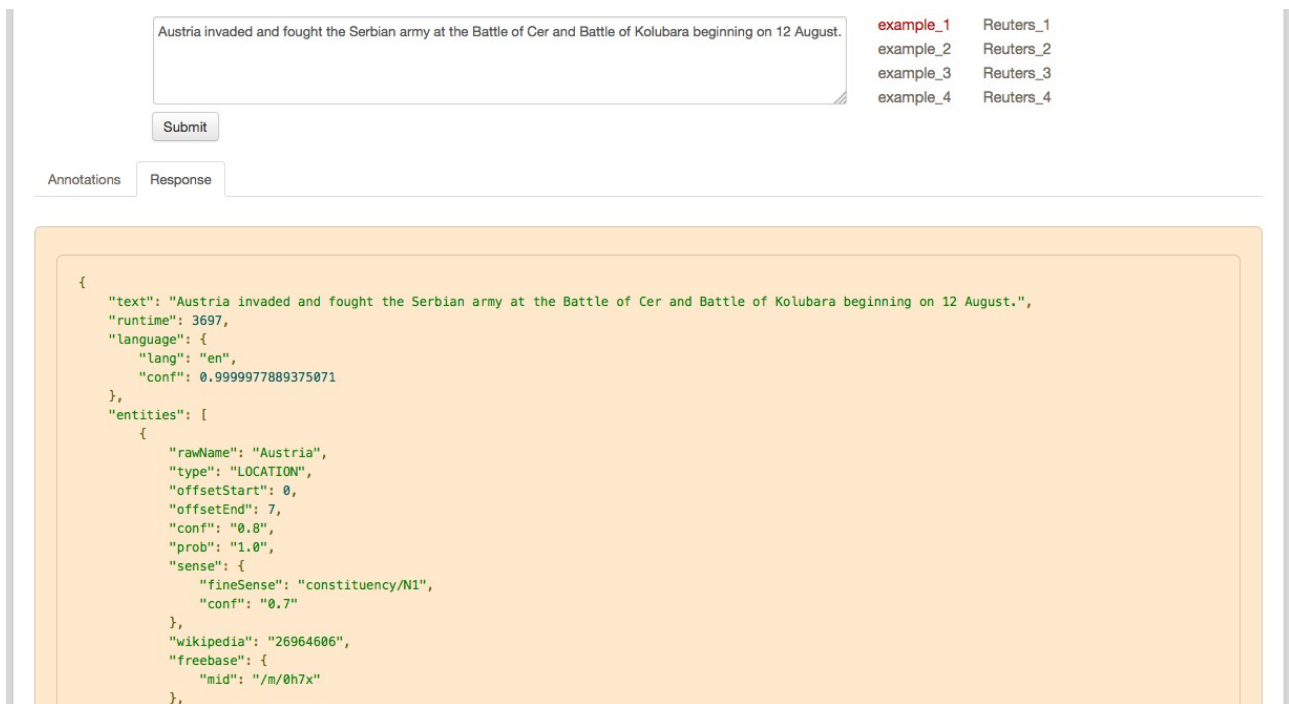 Austria invaded and fought the Serbian army at the Battle of Cer and Battle of Kolubara beginning on 12 August.
example_1 Reuters_1
example_2 Reuters_2
example_3 Reuters_3
example_4 Reuters_4
Submit
Annotations Response
{
"text": "Austria invaded and fought the Serbian army at the Battle of Cer and Battle of Kolubara beginning on 12 August.",
"runtime": 3697,
"language": {
"lang": "en",
"conf": 0.9999977889375071
},
"entities": [
{
"rawName": "Austria",
"type": "LOCATION",
"offsetStart": 0,
"offsetEnd": 7,
"conf": "0.8",
"prob": "1.0",
"sense": {
"fineSense": "constituency/N1",
"conf": "0.7"
},
"wikipedia": "26964606",
"freebase": {
"mid": "/m/0h7x"
},